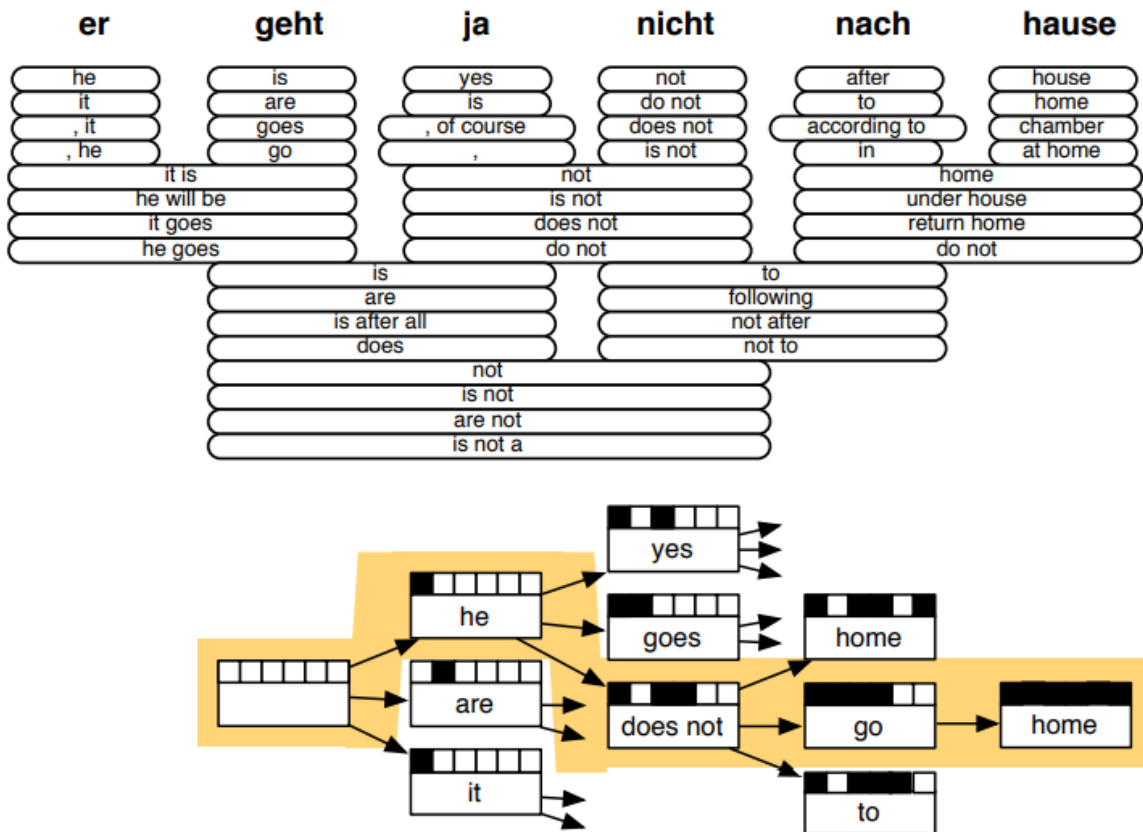 er geht ja nicht nach hause
he is yes not after house
it are is do not to home
, it goes , of course does not according to chamber
, he go , is not in at home
it is not home
he will be is not under house
it goes does not return home
he goes do not do not
is to
are following
is after all not after
does not to
not
is not
are not
is not a
yes
he
goes home
are does not go home
it to